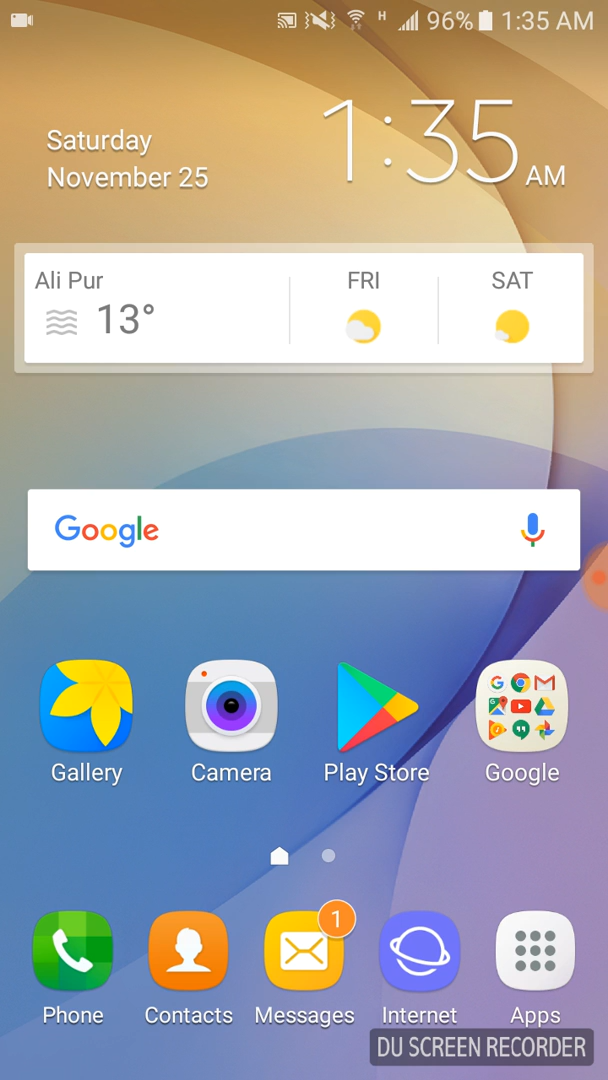 H 96% 1:35 AM
Saturday
November 25
1:35 AM
Ali Pur
13°
FRI
SAT
Google
Gallery
Camera
Play Store
Google
1
Phone
Contacts
Messages
Internet
Apps
DU SCREEN RECORDER